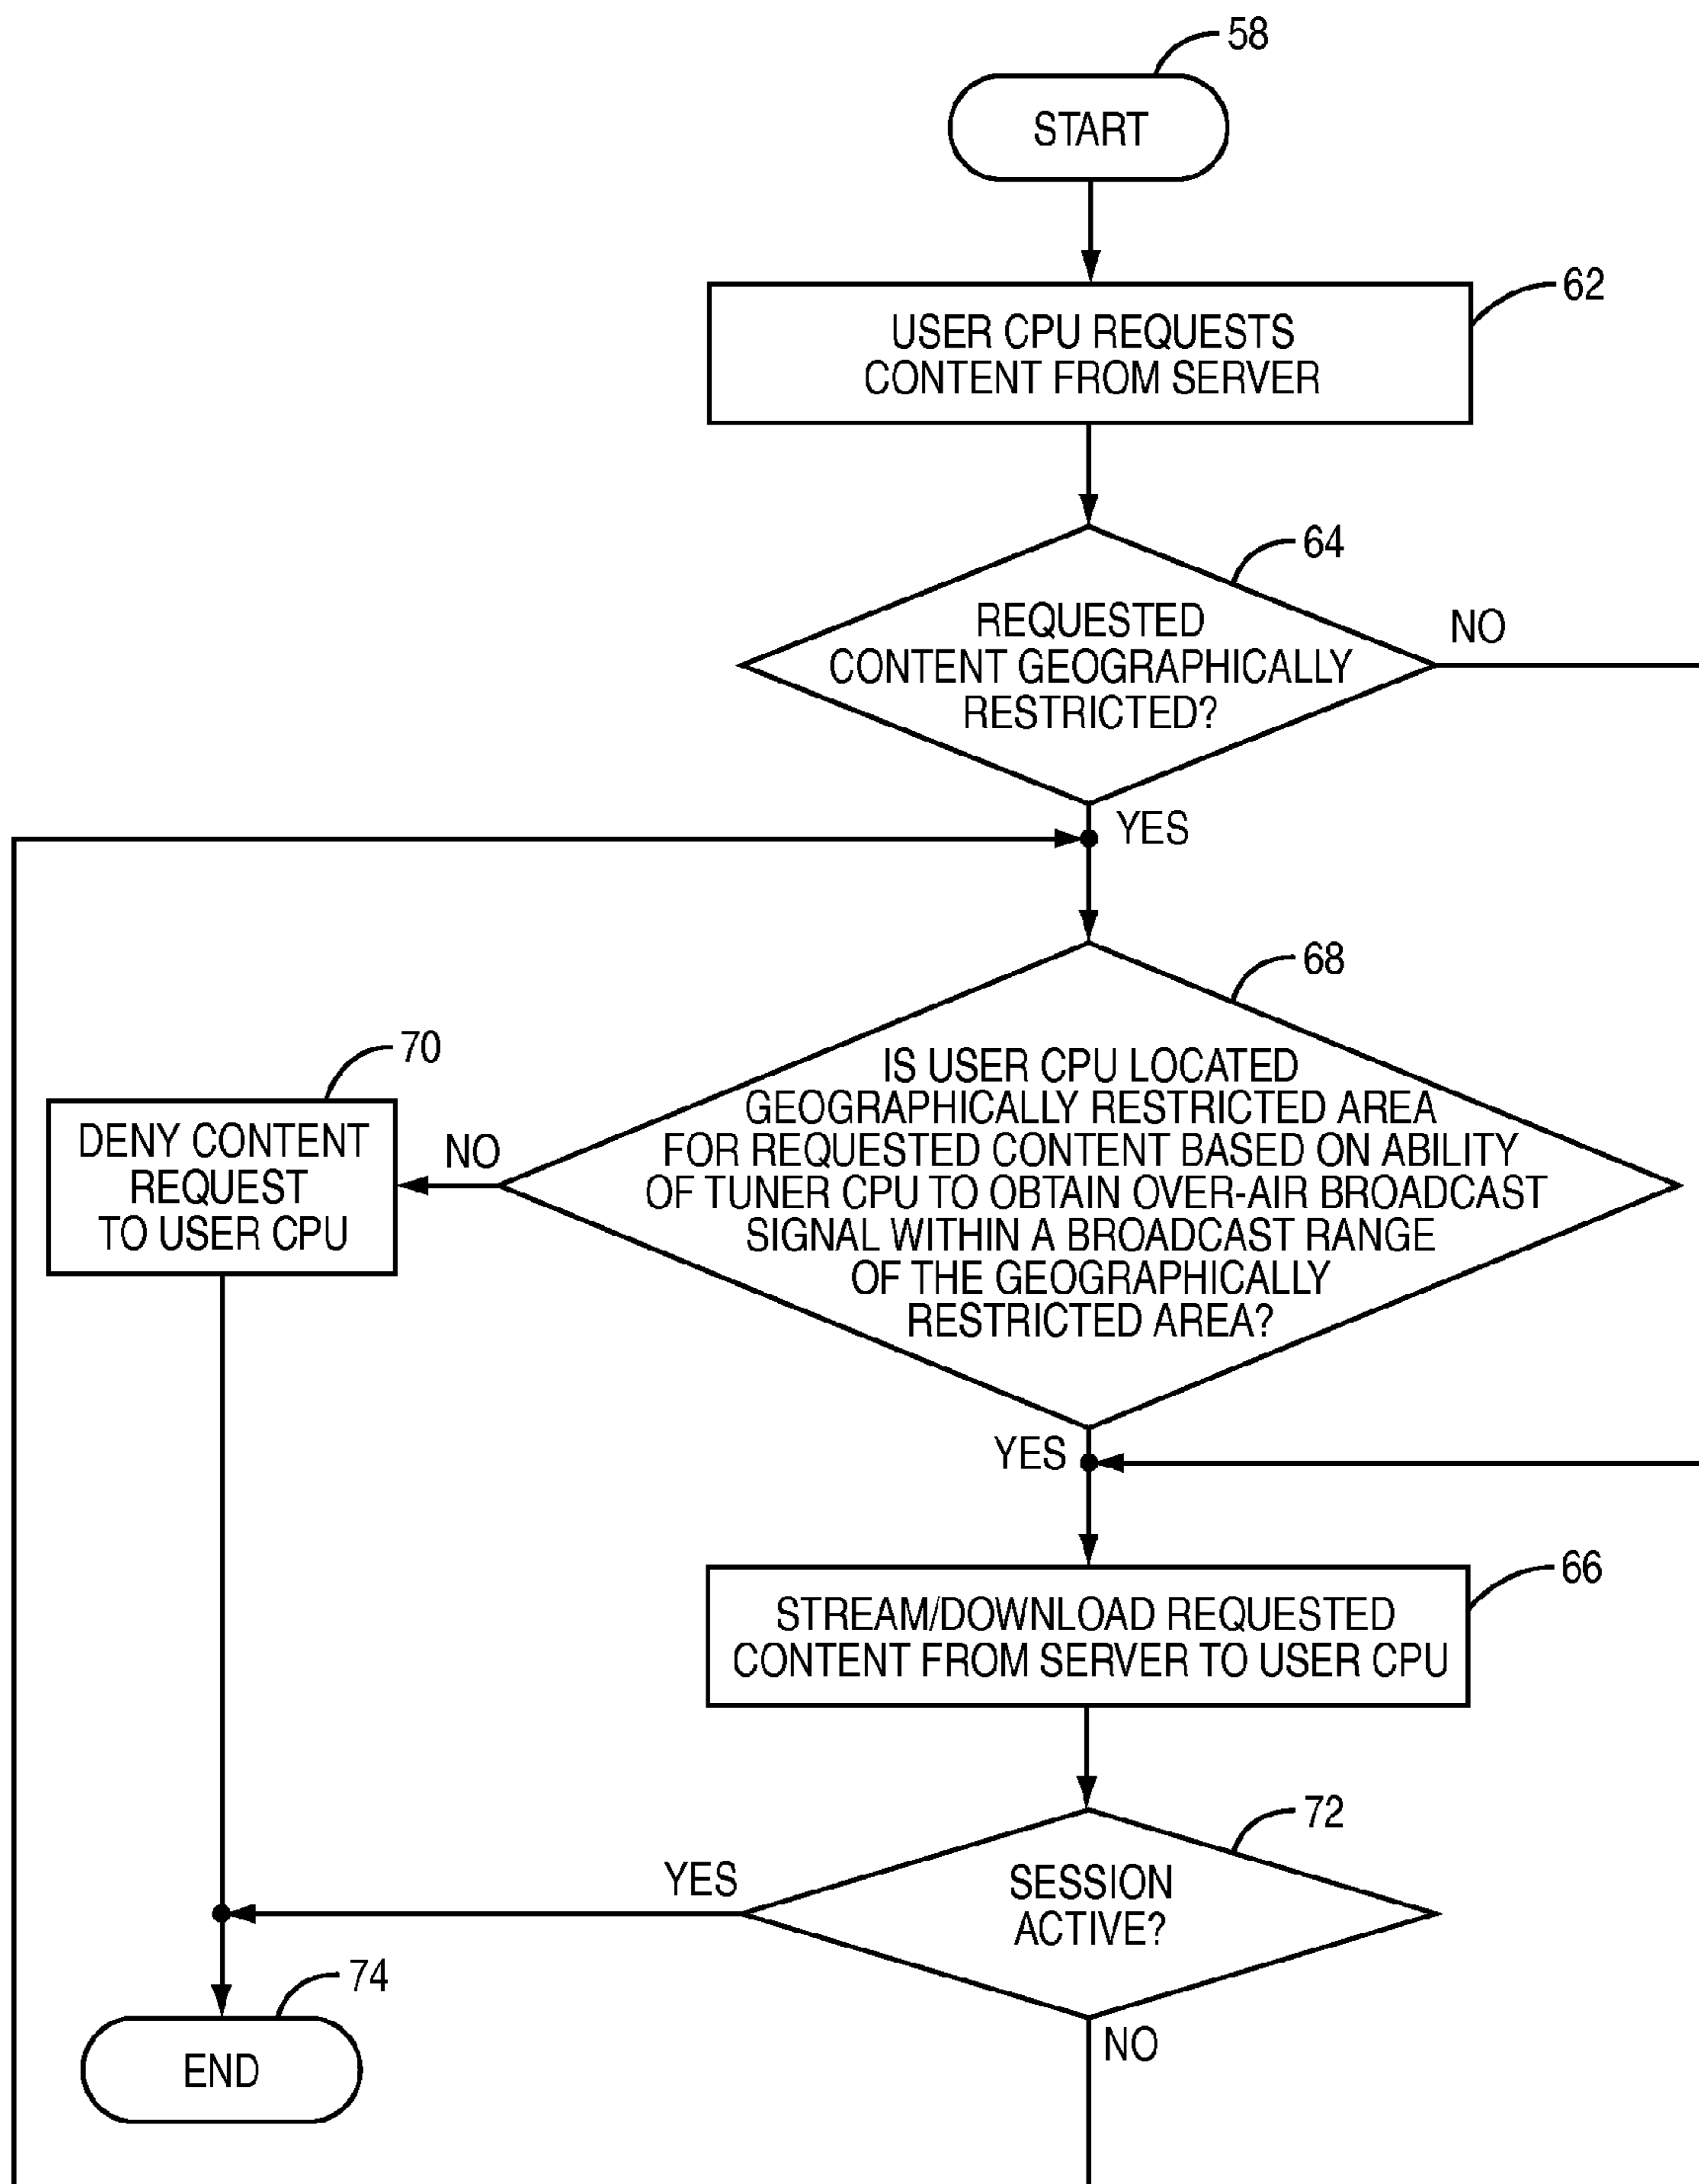 58
START
62
USER CPU REQUESTS
CONTENT FROM SERVER
64
REQUESTED
CONTENT GEOGRAPHICALLY
RESTRICTED?
NO
YES
68
IS USER CPU LOCATED
GEOGRAPHICALLY RESTRICTED AREA
FOR REQUESTED CONTENT BASED ON ABILITY
OF TUNER CPU TO OBTAIN OVER-AIR BROADCAST
SIGNAL WITHIN A BROADCAST RANGE
OF THE GEOGRAPHICALLY
RESTRICTED AREA?
NO
70
DENY CONTENT
REQUEST
TO USER CPU
YES
66
STREAM/DOWNLOAD REQUESTED
CONTENT FROM SERVER TO USER CPU
72
SESSION
ACTIVE?
YES
NO
74
END